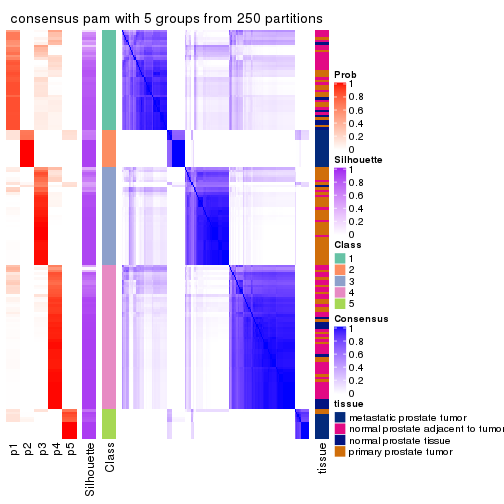 consensus pam with 5 groups from 250 partitions
Prob
1
0.8
0.6
0.4
0.2
0
Silhouette
1
0.8
0.6
0.4
0.2
0
Class
1
2
3
4
5
Consensus
1
0.8
0.6
0.4
0.2
0
tissue
metastatic prostate tumor
normal prostate adjacent to tumor
normal prostate tissue
primary prostate tumor
p1
p2
p3
p4
p5
Silhouette
Class
tissue